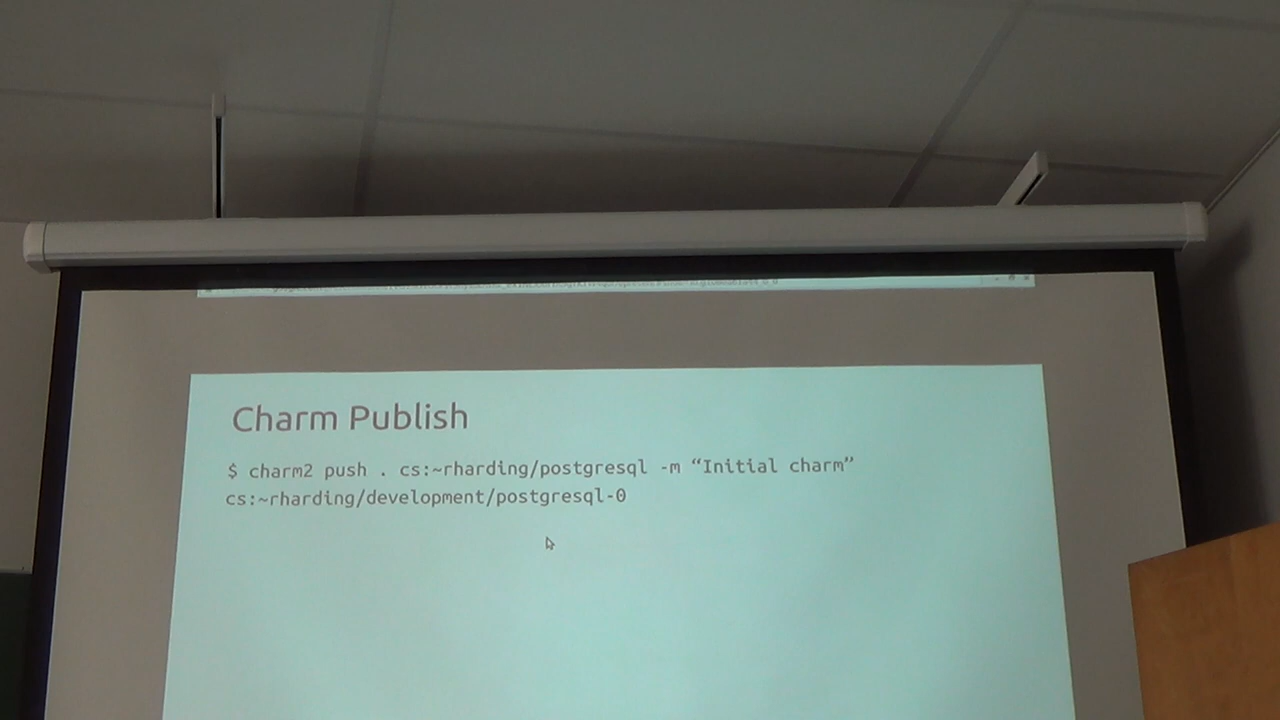 Charm Publish
$ charm2 push . cs:~rharding/postgresql -m “Initial charm”
cs:~rharding/development/postgresql-0